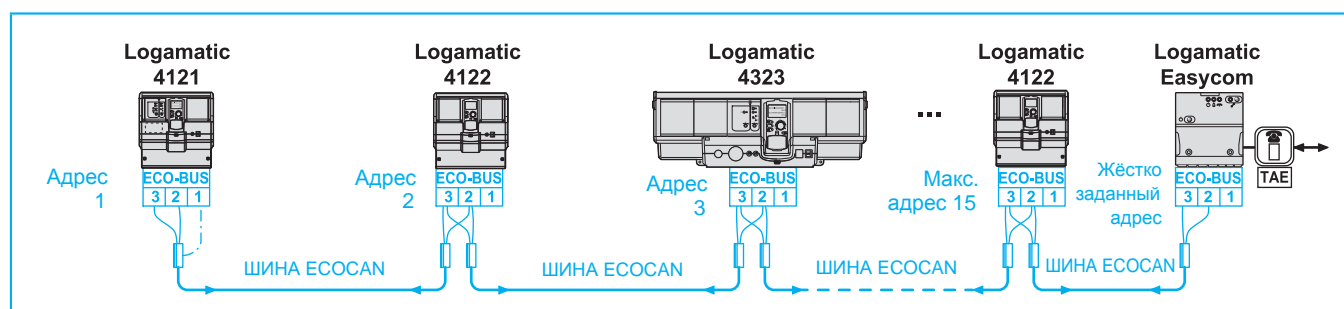 Logamatic
4121
Logamatic
4122
Logamatic
4323
...
Logamatic
4122
Logamatic
Easycom
Адрес
1
ECO-BUS
3 2 1
Адрес
2
ECO-BUS
3 2 1
Адрес
3
ECO-BUS
3 2 1
Макс.
адрес 15
ECO-BUS
3 2 1
Жёстко
заданный
адрес
ECO-BUS
3 2 1
TAE
ШИНА ECOCAN
ШИНА ECOCAN
ШИНА ECOCAN
ШИНА ECOCAN